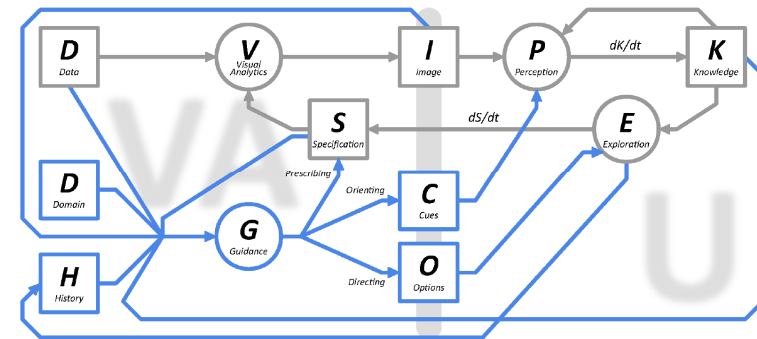 D
Data
V
Visual
Analytics
I
Image
P
Perception
dK/dt
K
Knowledge
VA
S
Specification
dS/dt
E
Exploration
Prescribing
D
Domain
Orienting
C
Cues
U
G
Guidance
H
History
Directing
O
Options